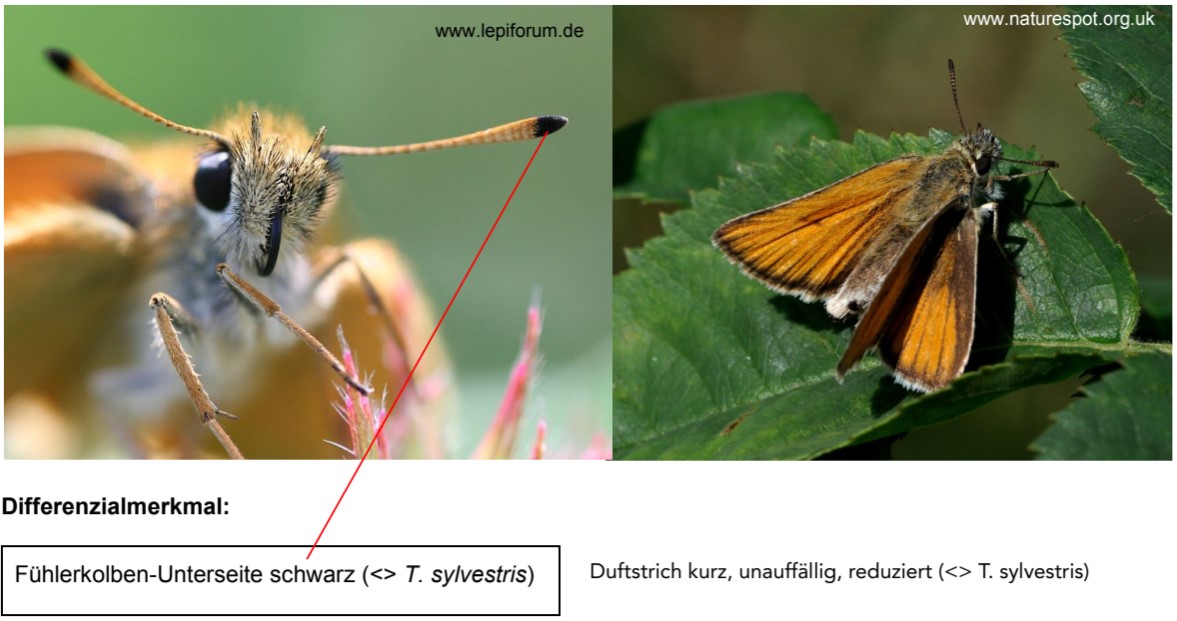 www.lepiforum.de
www.naturespot.org.uk
Differenzialmerkmal:
Fühlerkolben-Unterseite schwarz (<> T. sylvestris)
Duftstrich kurz, unauffällig, reduziert (<> T. sylvestris)